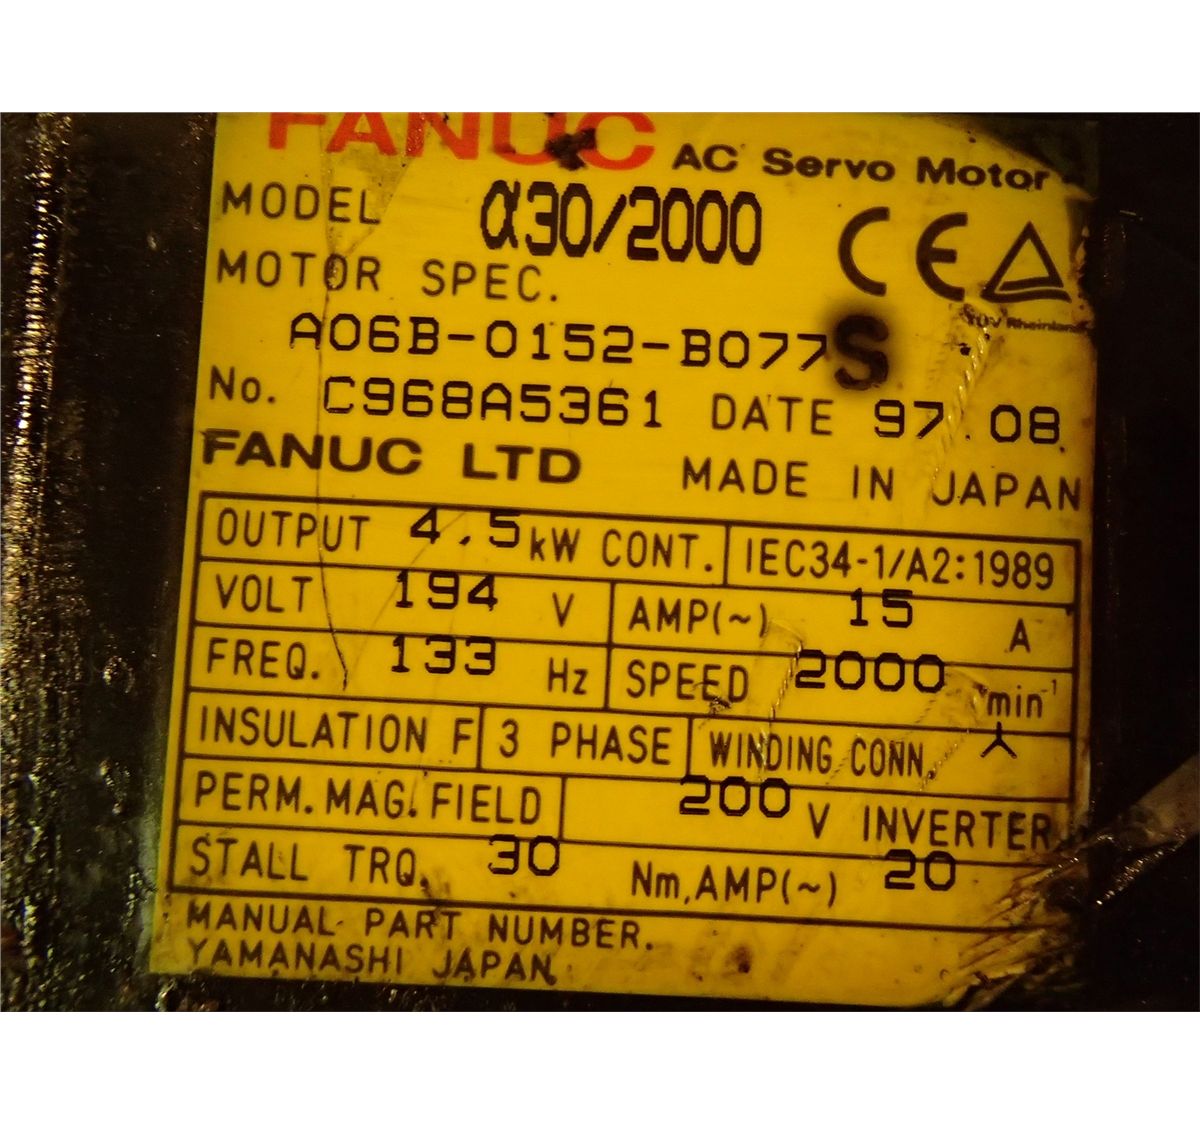 FANUC AC Servo Motor
MODEL α30/2000
MOTOR SPEC.
A06B-0152-B077S
TÜV Rheinland
No. C968A5361 DATE 97.08
FANUC LTD MADE IN JAPAN
OUTPUT 4.5 kW CONT. IEC34-1/A2:1989
VOLT 194 V AMP(~) 15 A
FREQ. 133 Hz SPEED 2000 min⁻¹
INSULATION F 3 PHASE WINDING CONN.
PERM. MAG. FIELD 200 V INVERTER
STALL TRQ. 30 Nm, AMP(~) 20
MANUAL PART NUMBER.
YAMANASHI JAPAN